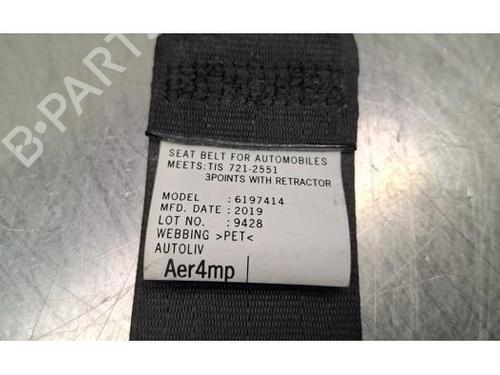 B-PARTS
SEAT BELT FOR AUTOMOBILES
MEETS:TIS 721-2551
3POINTS WITH RETRACTOR
MODEL :6197414
MFD. DATE :2019
LOT NO. :9428
WEBBING >PET<
AUTOLIV
Aer4mp